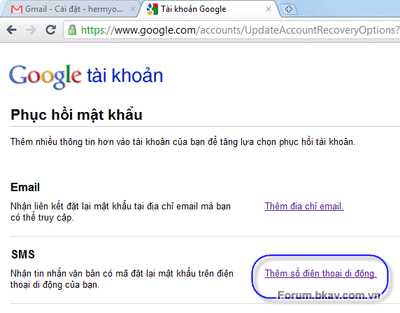 Gmail - Cài đặt - hermyo...
Tài khoản Google
https://www.google.com/accounts/UpdateAccountRecoveryOptions?
Google tài khoản
Phục hồi mật khẩu
Thêm nhiều thông tin hơn vào tài khoản của bạn để tăng lựa chọn phục hồi tài khoản.
Email
Nhận liên kết đặt lại mật khẩu tại địa chỉ email mà bạn
có thể truy cập.
Thêm địa chỉ email.
SMS
Nhận tin nhắn văn bản có mã đặt lại mật khẩu trên điện
thoại di động của bạn.
Thêm số điện thoại di động.
Forum.bkav.com.vn